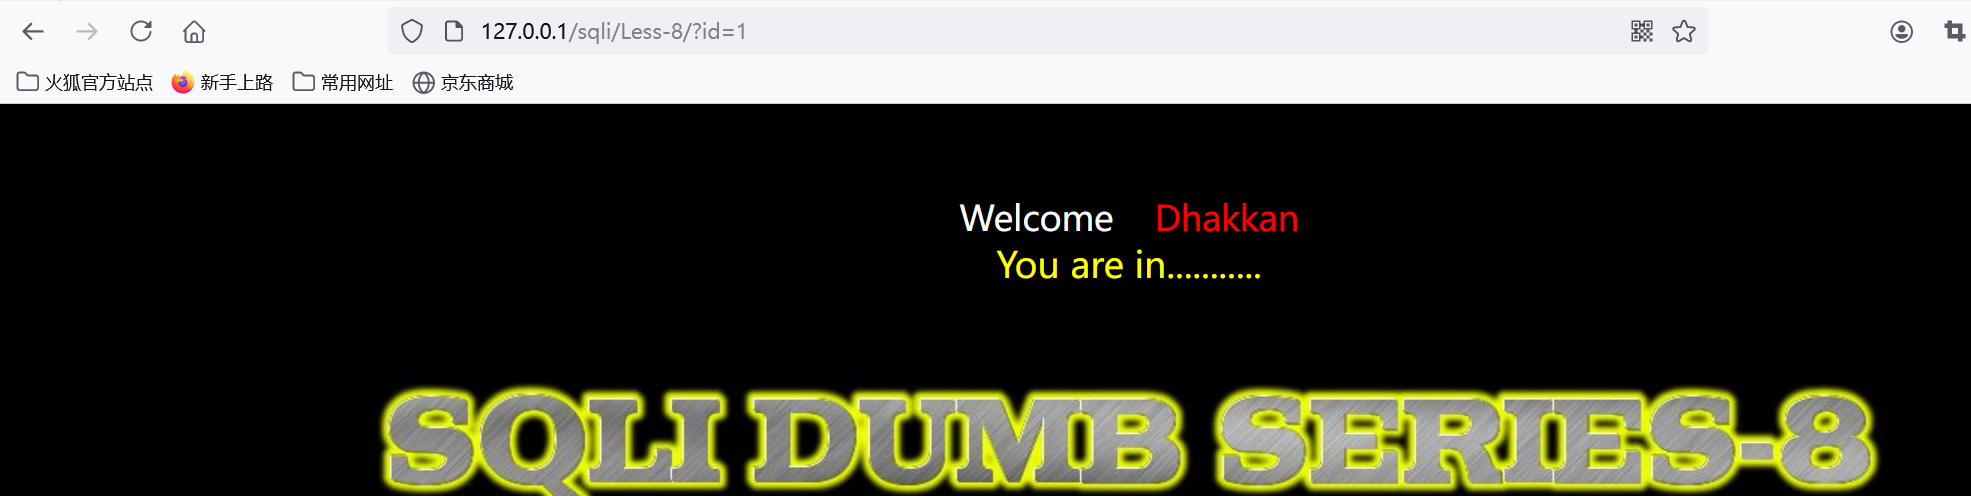 127.0.0.1/sqli/Less-8/?id=1
火狐官方站点 新手上路 常用网址 京东商城
Welcome Dhakkan
You are in...........
SQLI DUMB SERIES-8